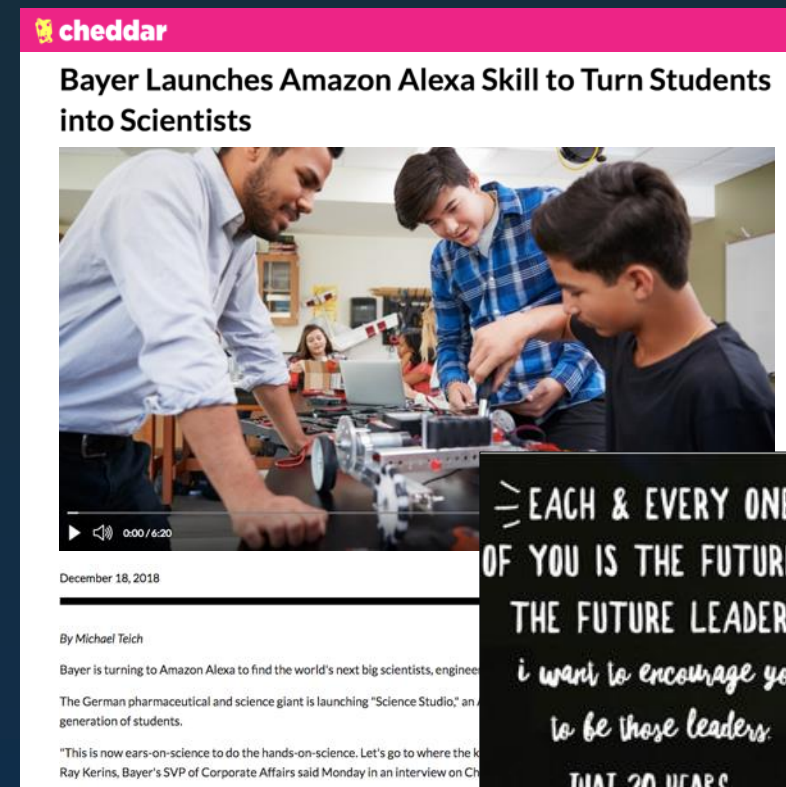 cheddar
Bayer Launches Amazon Alexa Skill to Turn Students
into Scientists
0:00 / 6:20
December 18, 2018
By Michael Teich
Bayer is turning to Amazon Alexa to find the world's next big scientists,
The German pharmaceutical and science giant is launching "Science Studio," an
generation of students.
"This is now ears-on-science to do the hands-on-science. Let's go to where the
Ray Kerins, Bayer's SVP of Corporate Affairs said Monday in an interview on
EACH & EVERY ONE
OF YOU IS THE FUTURE
THE FUTURE LEADER
i want to encourage
to be those leaders.
THAT 20 YEARS